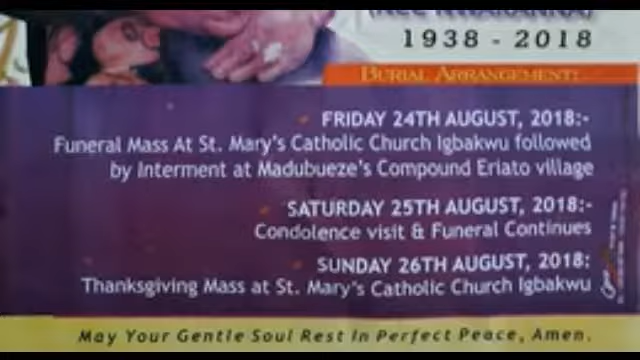 1938 - 2018
BURIAL ARRANGEMENT:
FRIDAY 24TH AUGUST, 2018:-
Funeral Mass At St. Mary's Catholic Church Igbakwu followed
by Interment at Madubueze's Compound Eriato village
SATURDAY 25TH AUGUST, 2018:-
Condolence visit & Funeral Continues
SUNDAY 26TH AUGUST, 2018:
Thanksgiving Mass at St. Mary's Catholic Church Igbakwu
May Your Gentle Soul Rest In Perfect Peace, Amen.